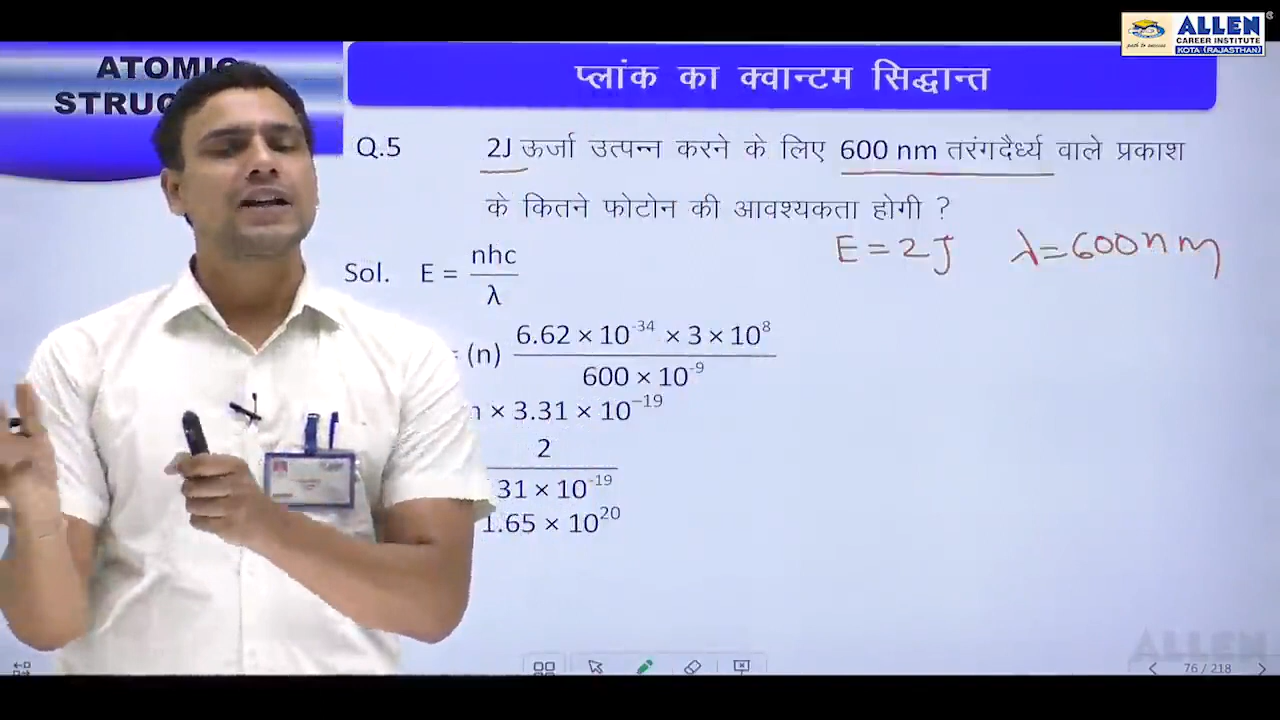 ALLEN
CAREER INSTITUTE
KOTA (RAJASTHAN)
ATOMIC
STRUC
प्लांक का क्वान्टम सिद्धान्त
Q.5 2J ऊर्जा उत्पन्न करने के लिए 600 nm तरंगदैर्ध्य वाले प्रकाश
के कितने फोटोन की आवश्यकता होगी ?
E = 2 J λ = 600 nm
Sol. E = nhc
λ
= (n) 6.62 × 10⁻³⁴ × 3 × 10⁸
600 × 10⁻⁹
n × 3.31 × 10⁻¹⁹
2
31 × 10⁻¹⁹
1.65 × 10²⁰
ALLEN
76 / 218